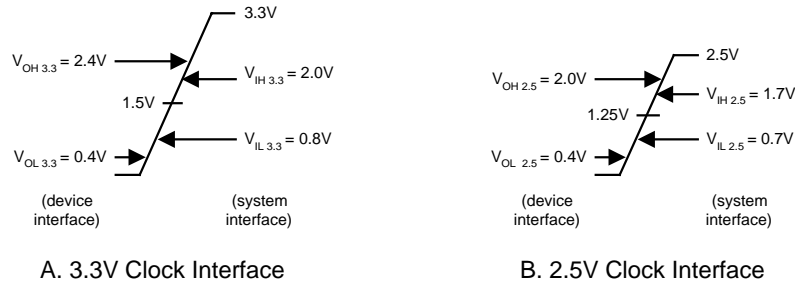 3.3V
V_OH 3.3 = 2.4V
V_IH 3.3 = 2.0V
1.5V
V_IL 3.3 = 0.8V
V_OL 3.3 = 0.4V
(device
interface)
(system
interface)
A. 3.3V Clock Interface
2.5V
V_OH 2.5 = 2.0V
V_IH 2.5 = 1.7V
1.25V
V_IL 2.5 = 0.7V
V_OL 2.5 = 0.4V
(device
interface)
(system
interface)
B. 2.5V Clock Interface